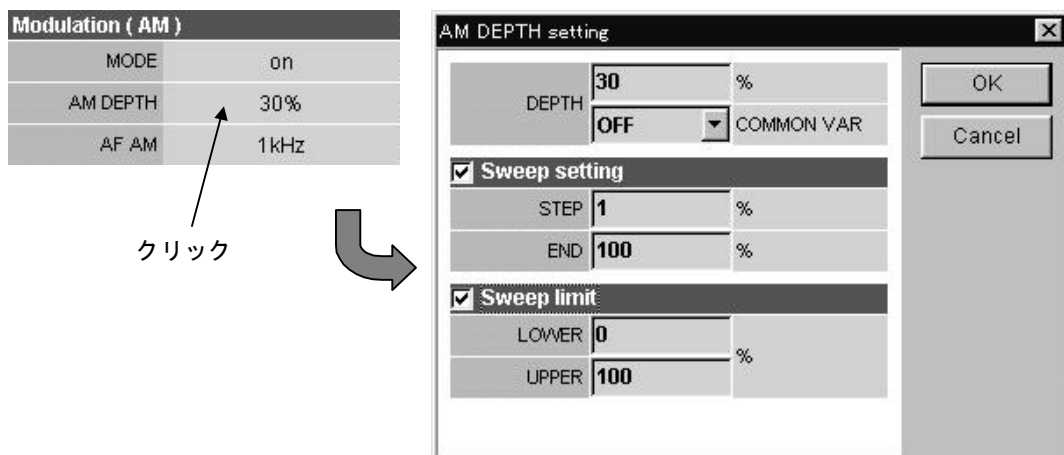 Modulation ( AM )
MODE on
AM DEPTH 30%
AF AM 1kHz
クリック
AM DEPTH setting
DEPTH 30 %
OFF COMMON VAR
Sweep setting
STEP 1 %
END 100 %
Sweep limit
LOWER 0
%
UPPER 100
OK
Cancel